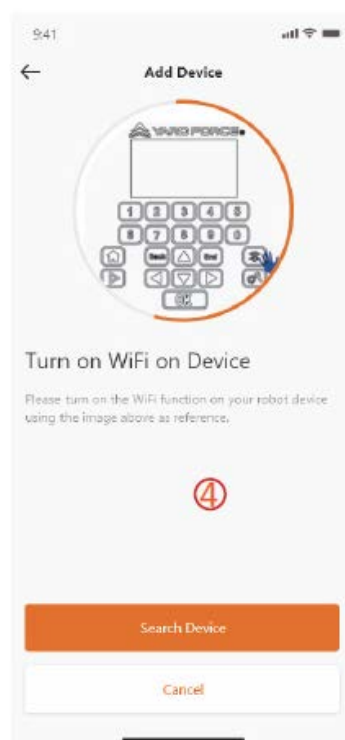 9:41
Add Device
YARD FORCE
1 2 3 4 5
6 7 8 9 0
Back End
OK
Turn on WiFi on Device
Please turn on the WiFi function on your robot device
using the image above as reference.
④
Search Device
Cancel